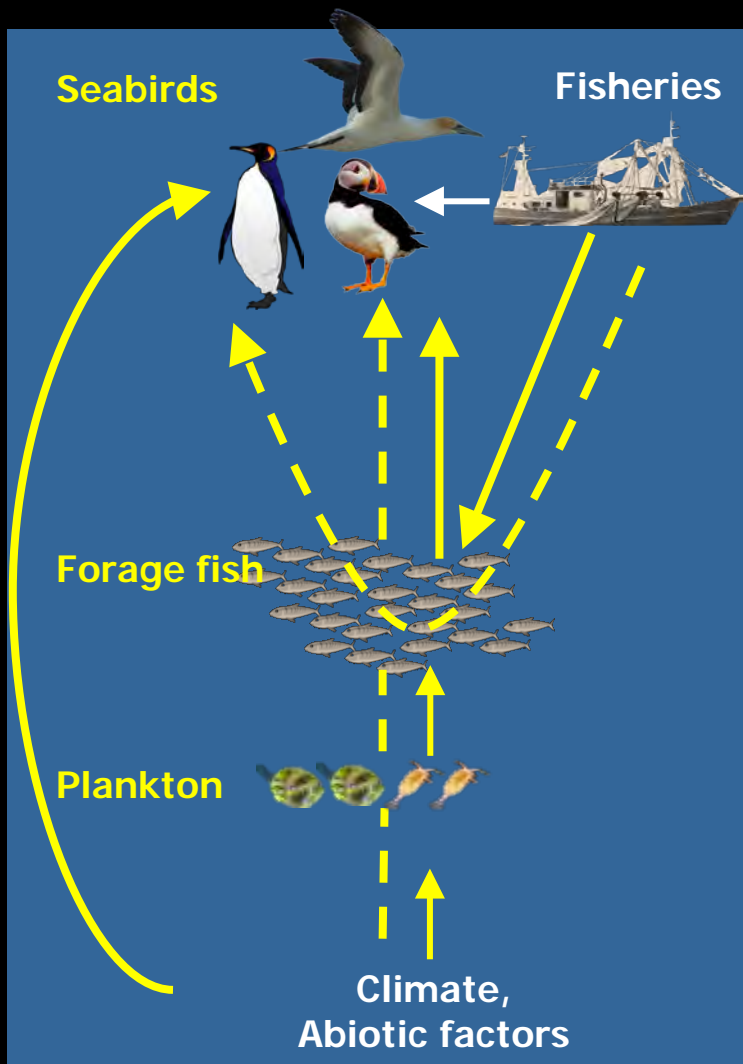 Seabirds
Fisheries
Forage fish
Plankton
Climate,
Abiotic factors